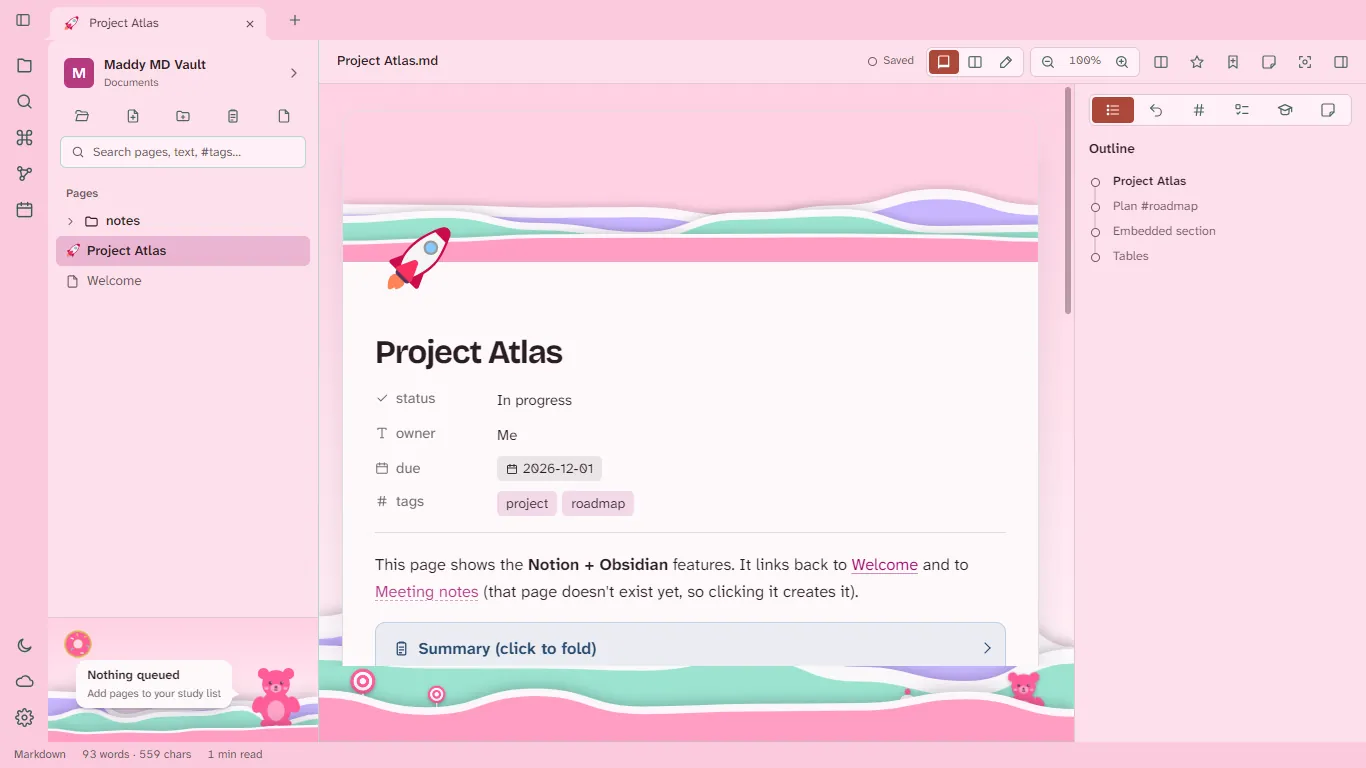 Project Atlas
M
Maddy MD Vault
Documents
Search pages, text, #tags...
Pages
notes
Project Atlas
Welcome
Nothing queued
Add pages to your study list
Project Atlas.md
Saved
100%
Project Atlas
status In progress
owner Me
due 2026-12-01
tags project roadmap
This page shows the Notion + Obsidian features. It links back to Welcome and to
Meeting notes (that page doesn't exist yet, so clicking it creates it).
Summary (click to fold)
Outline
Project Atlas
Plan #roadmap
Embedded section
Tables
Markdown 93 words · 559 chars 1 min read